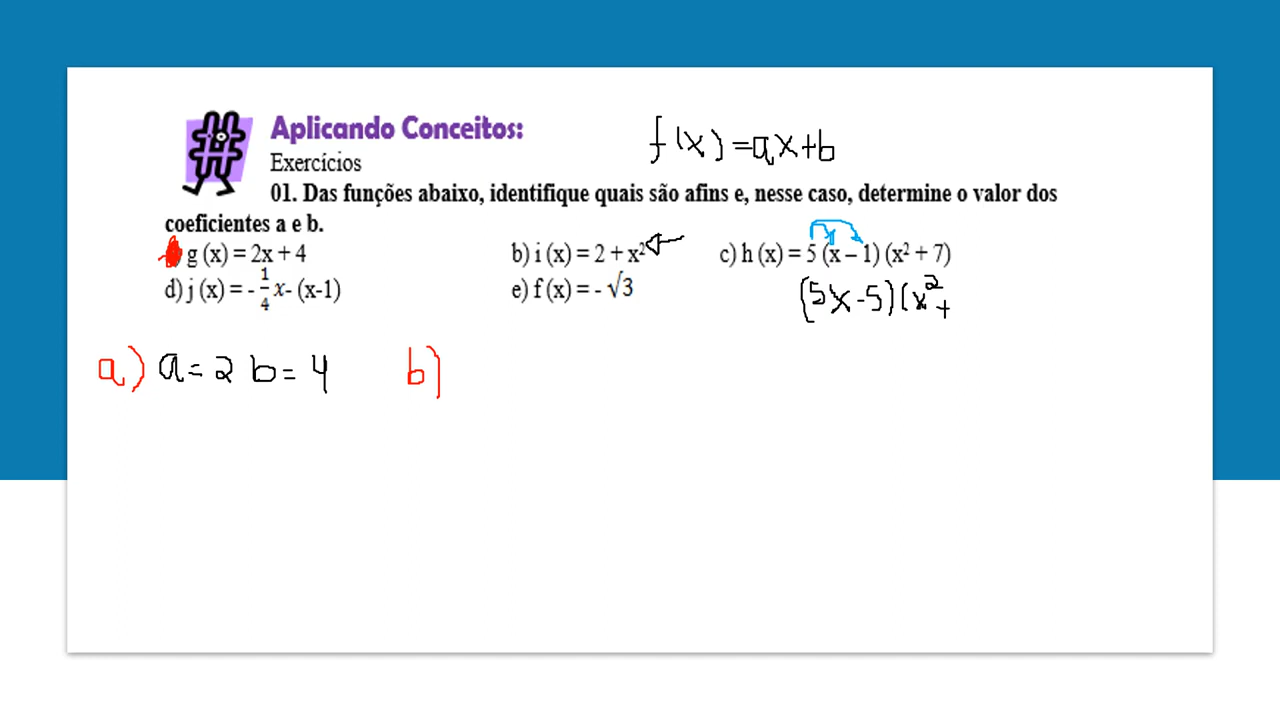 Aplicando Conceitos:
f(x) = ax+b
Exercícios
01. Das funções abaixo, identifique quais são afins e, nesse caso, determine o valor dos
coeficientes a e b.
g (x) = 2x + 4 b) i (x) = 2 + x² c) h (x) = 5 (x – 1) (x² + 7)
d) j (x) = - 1/4 x- (x-1) e) f (x) = - √3 (5x-5)(x²+
a) a=2 b=4 b)